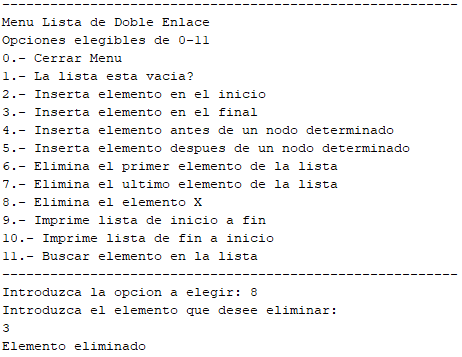 ---------------------------------------------------------
Menu Lista de Doble Enlace
Opciones elegibles de 0-11
0.- Cerrar Menu
1.- La lista esta vacia?
2.- Inserta elemento en el inicio
3.- Inserta elemento en el final
4.- Inserta elemento antes de un nodo determinado
5.- Inserta elemento despues de un nodo determinado
6.- Elimina el primer elemento de la lista
7.- Elimina el ultimo elemento de la lista
8.- Elimina el elemento X
9.- Imprime lista de inicio a fin
10.- Imprime lista de fin a inicio
11.- Buscar elemento en la lista
---------------------------------------------------------
Introduzca la opcion a elegir: 8
Introduzca el elemento que desee eliminar:
3
Elemento eliminado